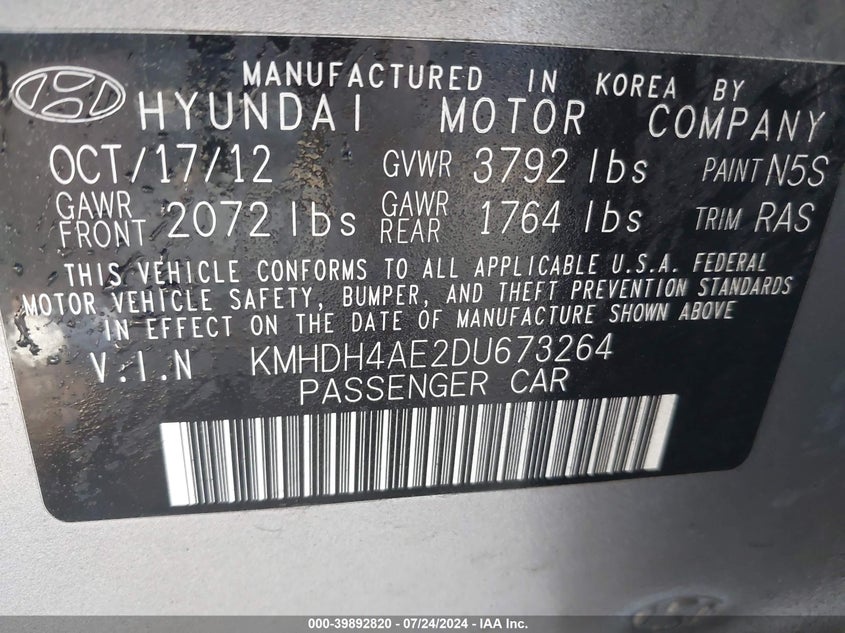 MANUFACTURED IN KOREA BY
HYUNDAI MOTOR COMPANY
OCT/17/12 GVWR 3792 lbs PAINT N5S
GAWR FRONT 2072 lbs GAWR REAR 1764 lbs TRIM RAS
THIS VEHICLE CONFORMS TO ALL APPLICABLE U.S.A. FEDERAL
MOTOR VEHICLE SAFETY, BUMPER, AND THEFT PREVENTION STANDARDS
IN EFFECT ON THE DATE OF MANUFACTURE SHOWN ABOVE
V.I.N KMHDH4AE2DU673264
PASSENGER CAR
000-39892820 | 07/24/2024 - IAAI.com